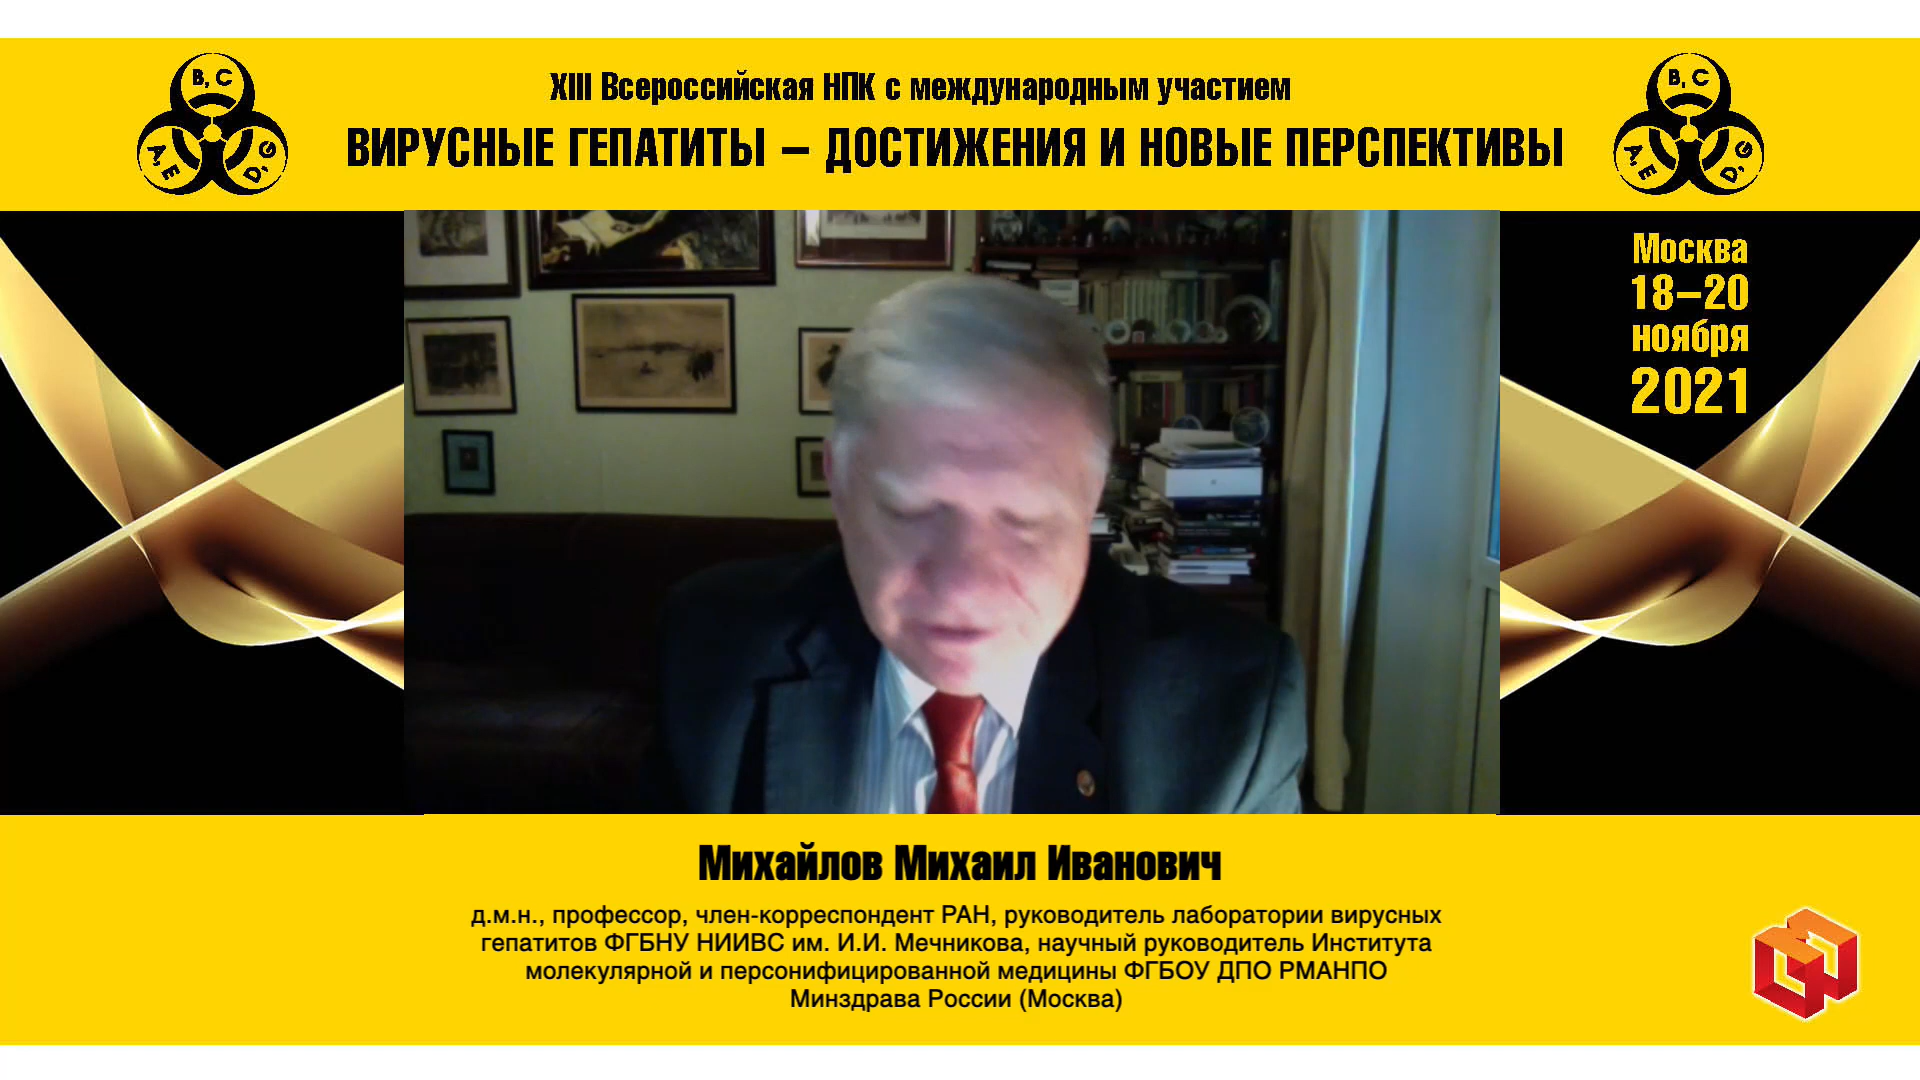 B, C
A, E
D, G
XIII Всероссийская НПК с международным участием
ВИРУСНЫЕ ГЕПАТИТЫ – ДОСТИЖЕНИЯ И НОВЫЕ ПЕРСПЕКТИВЫ
B, C
A, E
D, G
Москва
18–20
ноября
2021
Михайлов Михаил Иванович
д.м.н., профессор, член-корреспондент РАН, руководитель лаборатории вирусных
гепатитов ФГБНУ НИИВС им. И.И. Мечникова, научный руководитель Института
молекулярной и персонифицированной медицины ФГБОУ ДПО РМАНПО
Минздрава России (Москва)